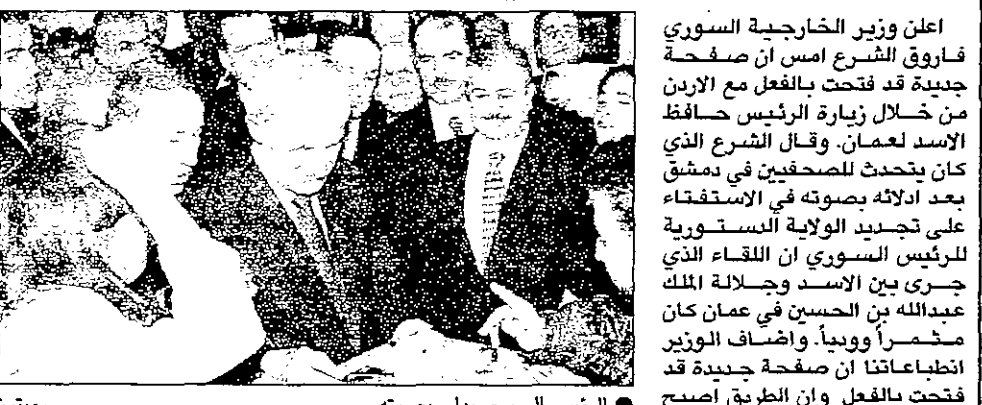 اعلن وزير الخارجية السوري
فاروق الشرع امس ان صفحة
جديدة قد فتحت بالفعل مع الاردن
من خلال زيارة الرئيس حافظ
الاسد لعمان. وقال الشرع الذي
كان يتحدث للصحفيين في دمشق
بعد ادلائه بصوته في الاستفتاء
على تجديد الولاية الدستورية
للرئيس السوري ان اللقاء الذي
جرى بين الاسد وجلالة الملك
عبدالله بن الحسين في عمان كان
مثمراً وودياً. واضاف الوزير
انطباعاتنا ان صفحة جديدة قد
فتحت بالفعل وان الطريق اصبح